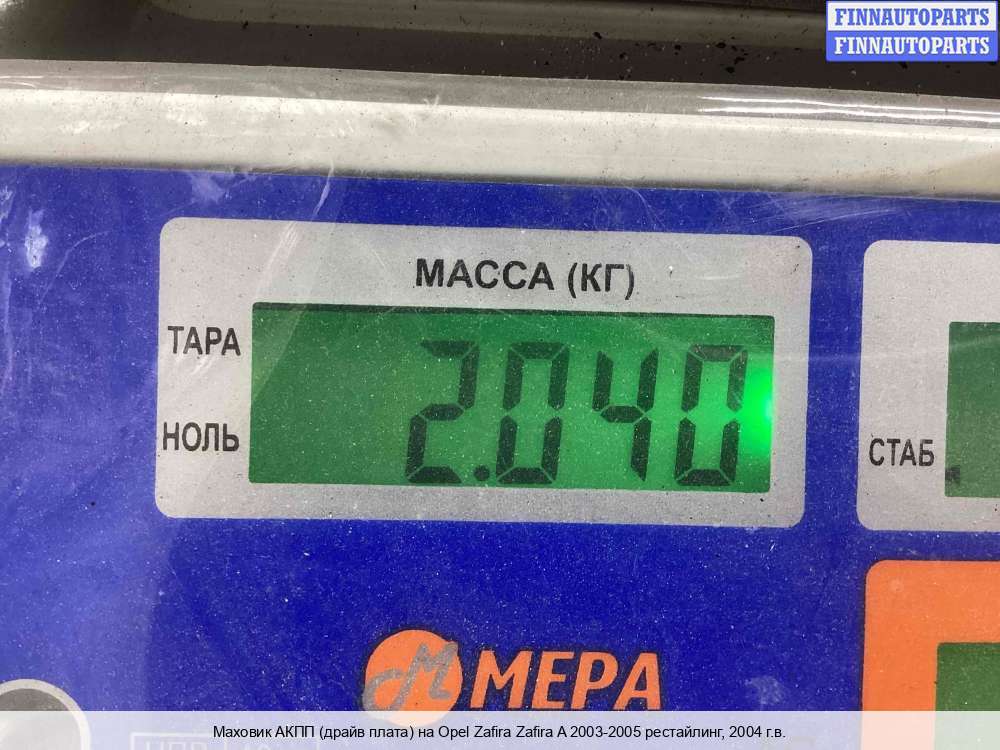 FINNAUTOPARTS
FINNAUTOPARTS
МАССА (КГ)
ТАРА
2.040
НОЛЬ
СТАБ
М МЕРА
Маховик АКПП (драйв плата) на Opel Zafira Zafira A 2003-2005 рестайлинг, 2004 г.в.